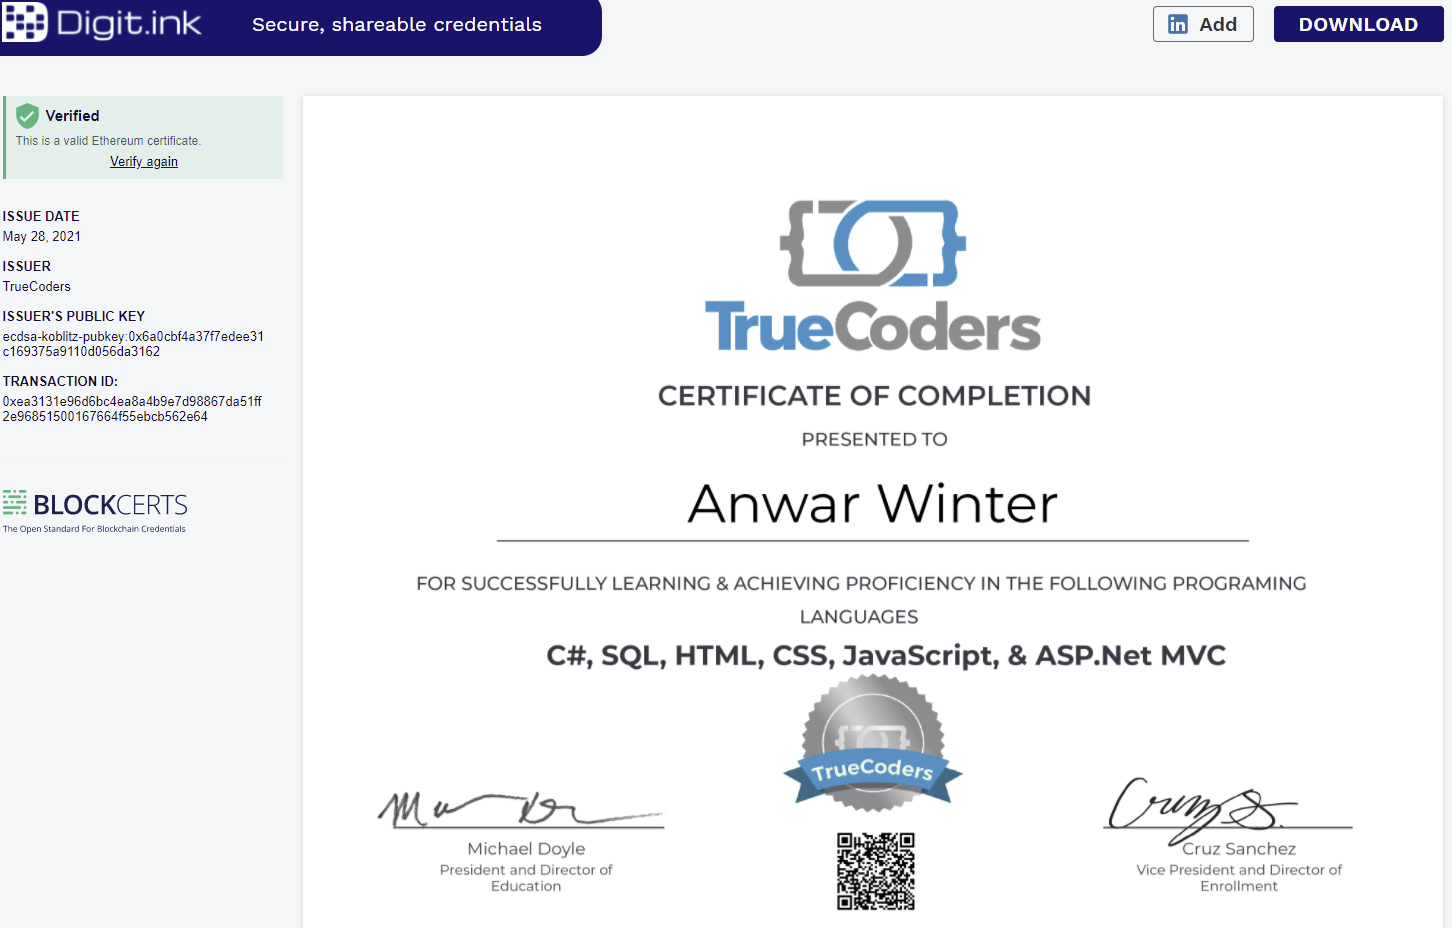 Digit.ink
Secure, shareable credentials
Add
DOWNLOAD
Verified
This is a valid Ethereum certificate.
Verify again
ISSUE DATE
May 28, 2021
ISSUER
TrueCoders
ISSUER'S PUBLIC KEY
ecdsa-koblitz-pubkey:0x6a0cbf4a37f7edee31
c169375a9110d056da3162
TRANSACTION ID:
0xea3131e96d6bc4ea8a4b9e7d98867da51ff
2e96851500167664f55ebcb562e64
BLOCKCERTS
The Open Standard For Blockchain Credentials
TrueCoders
CERTIFICATE OF COMPLETION
PRESENTED TO
Anwar Winter
FOR SUCCESSFULLY LEARNING & ACHIEVING PROFICIENCY IN THE FOLLOWING PROGRAMING
LANGUAGES
C#, SQL, HTML, CSS, JavaScript, & ASP.Net MVC
TrueCoders
Michael Doyle
President and Director of
Education
Cruz Sanchez
Vice President and Director of
Enrollment